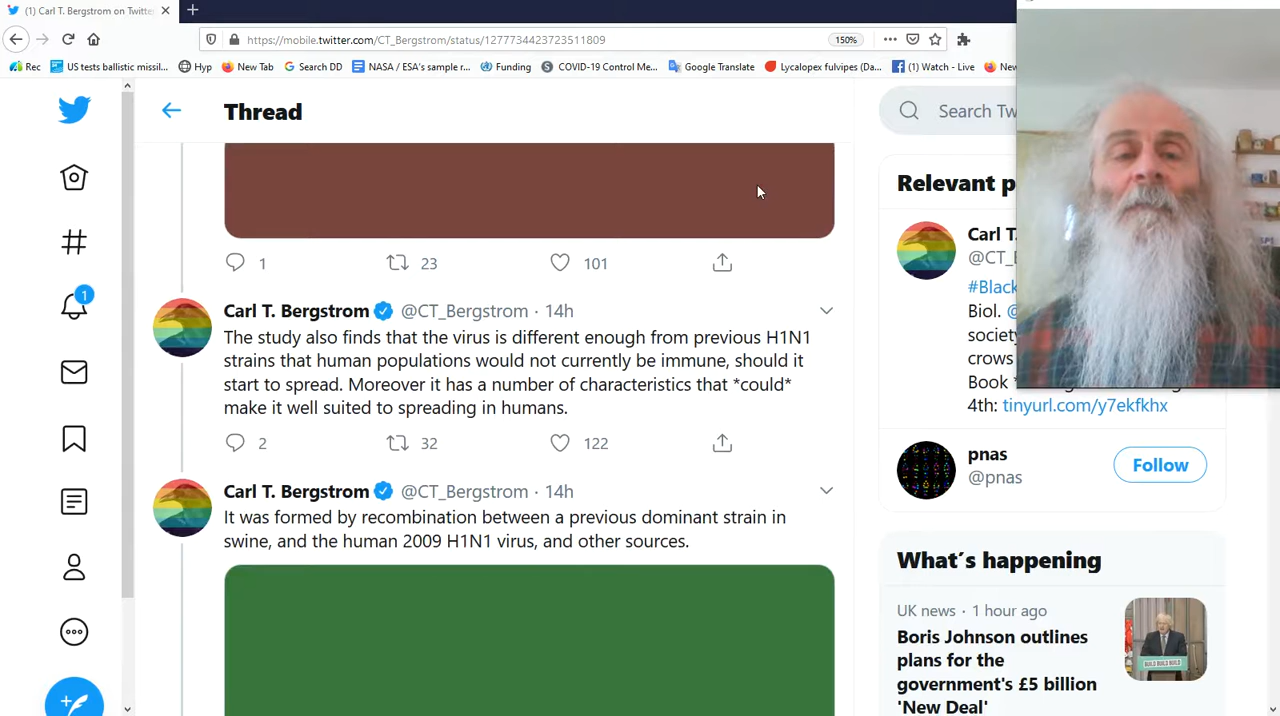 (1) Carl T. Bergstrom on Twitte
https://mobile.twitter.com/CT_Bergstrom/status/1277734423723511809
150%
Rec
US tests ballistic missil...
Hyp
New Tab
Search DD
NASA / ESA's sample r...
Funding
COVID-19 Control Me...
Google Translate
Lycalopex fulvipes (Da...
(1) Watch - Live
New
Thread
Search Tw
1 23 101
Carl T. Bergstrom @CT_Bergstrom · 14h
The study also finds that the virus is different enough from previous H1N1
strains that human populations would not currently be immune, should it
start to spread. Moreover it has a number of characteristics that *could*
make it well suited to spreading in humans.
2 32 122
Carl T. Bergstrom @CT_Bergstrom · 14h
It was formed by recombination between a previous dominant strain in
swine, and the human 2009 H1N1 virus, and other sources.
1
Relevant p
Carl T.
@CT_
#Black
Biol. @
society
crows
Book *
4th: tinyurl.com/y7ekfkhx
pnas
@pnas
Follow
What's happening
UK news · 1 hour ago
Boris Johnson outlines
plans for the
government's £5 billion
'New Deal'
BUILD BUILD BUILD